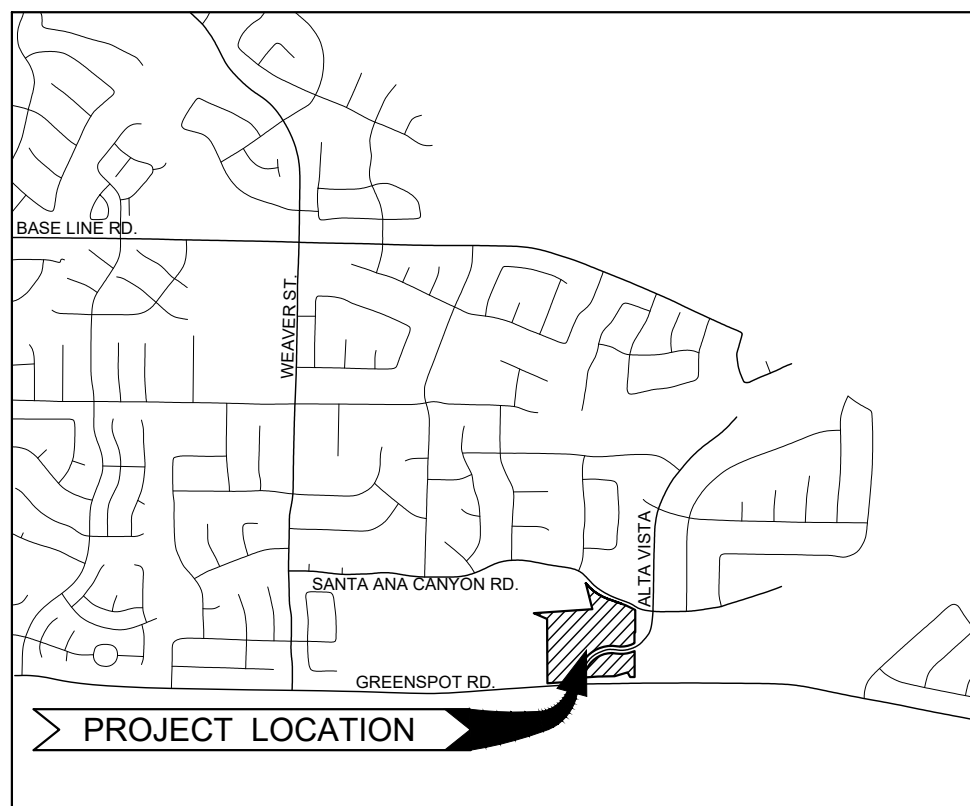 BASE LINE RD.
WEAVER ST.
ALTA VISTA
SANTA ANA CANYON RD.
GREENSPOT RD.
PROJECT LOCATION